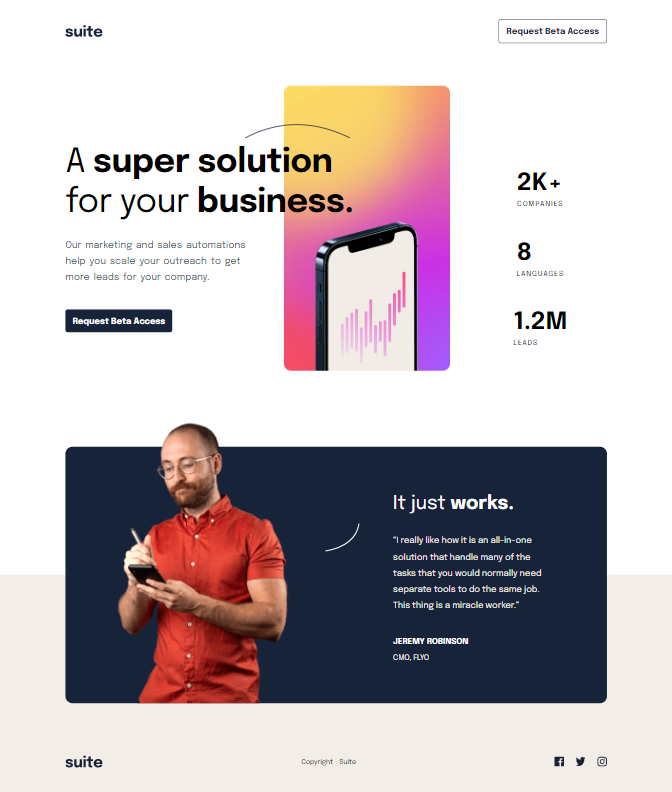 suite
Request Beta Access
A super solution
for your business.
Our marketing and sales automations
help you scale your outreach to get
more leads for your company.
Request Beta Access
2K+
COMPANIES
8
LANGUAGES
1.2M
LEADS
It just works.
“I really like how it is an all-in-one
solution that handle many of the
tasks that you would normally need
separate tools to do the same job.
This thing is a miracle worker.”
JEREMY ROBINSON
CMO, FLYO
suite
Copyright Suite